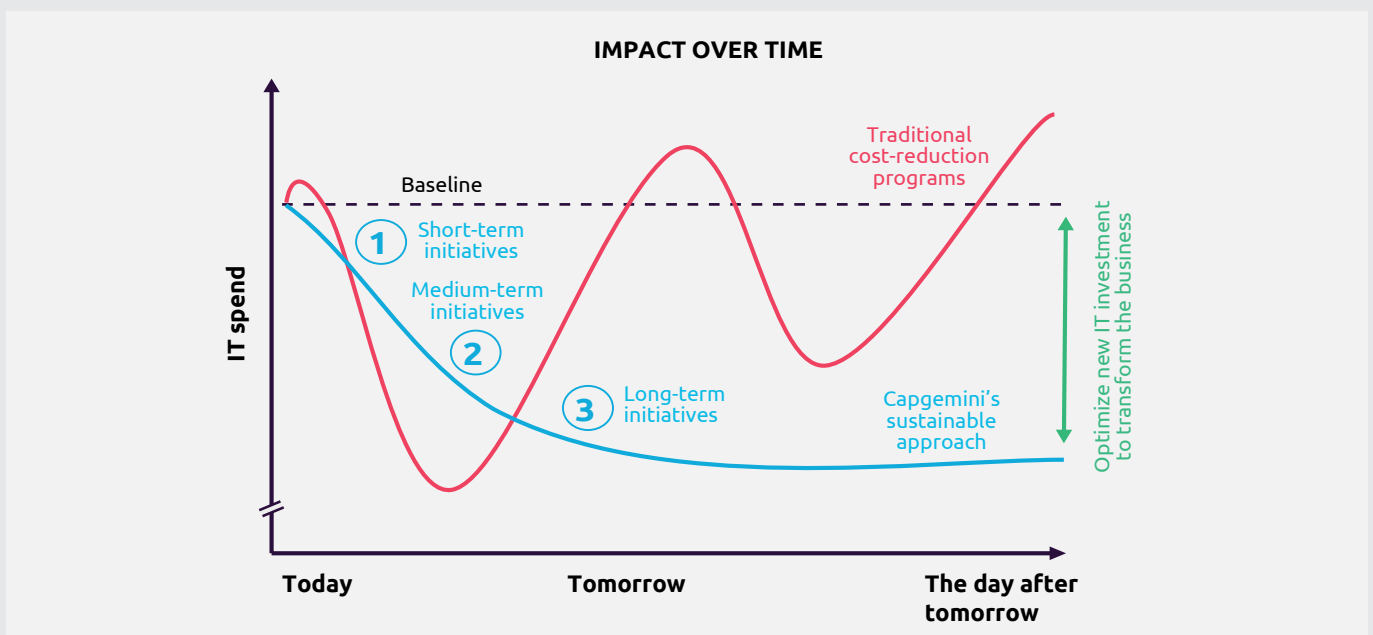 IMPACT OVER TIME
Traditional
cost-reduction
programs
Baseline
1
Short-term
initiatives
Medium-term
initiatives
2
3
Long-term
initiatives
Capgemini's
sustainable
approach
Optimize new IT investment
to transform the business
IT spend
Today
Tomorrow
The day after
tomorrow